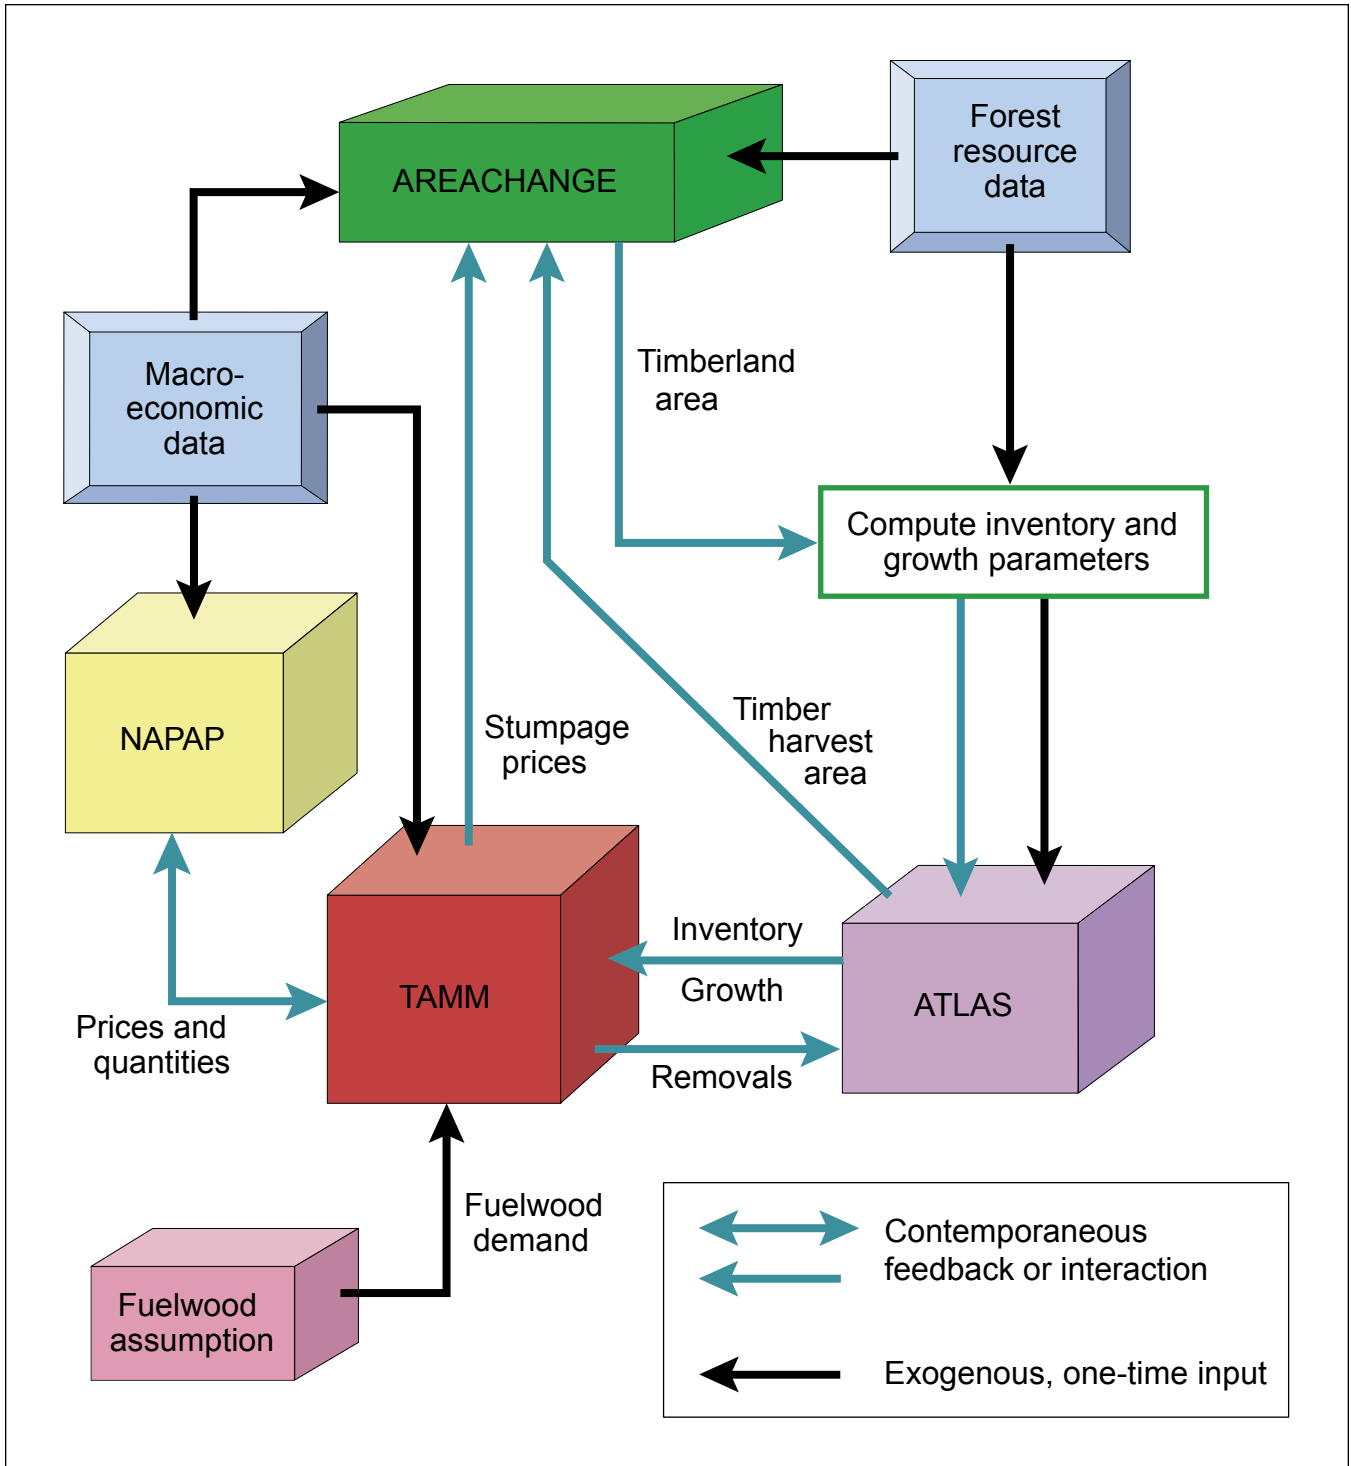 AREACHANGE
Forest
resource
data
Macro-
economic
data
Timberland
area
Compute inventory and
growth parameters
NAPAP
Stumpage
prices
Timber
harvest
area
Inventory
Growth
TAMM
ATLAS
Prices and
quantities
Removals
Fuelwood
demand
Fuelwood
assumption
Contemporaneous
feedback or interaction
Exogenous, one-time input